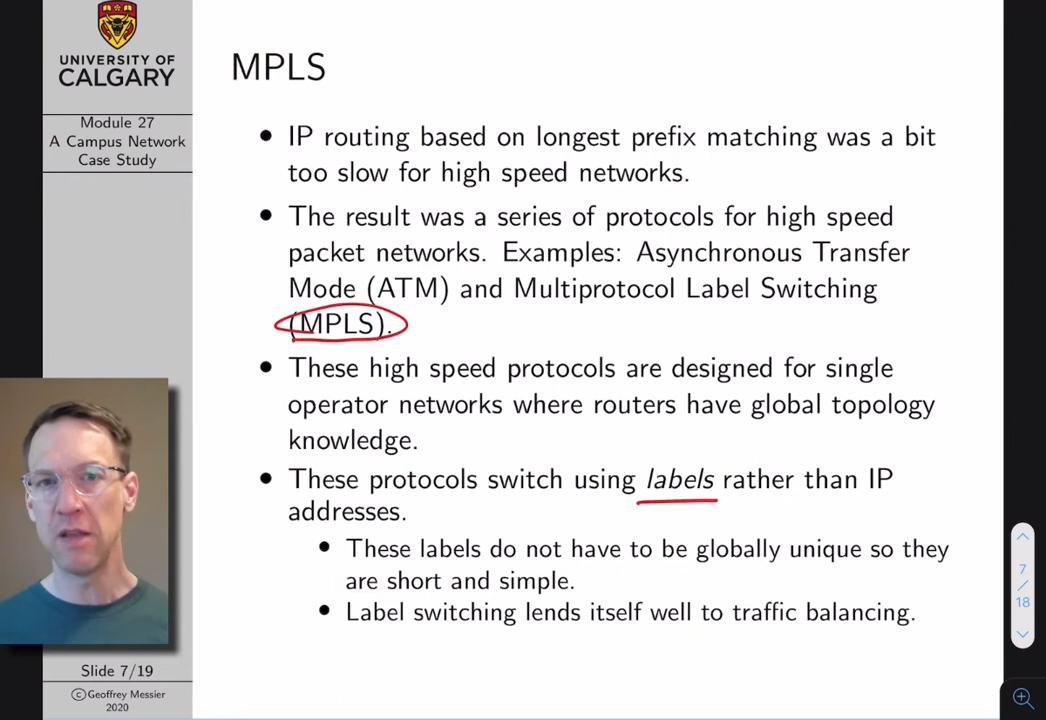 UNIVERSITY OF
CALGARY
Module 27
A Campus Network
Case Study
MPLS
• IP routing based on longest prefix matching was a bit
too slow for high speed networks.
• The result was a series of protocols for high speed
packet networks. Examples: Asynchronous Transfer
Mode (ATM) and Multiprotocol Label Switching
(MPLS).
• These high speed protocols are designed for single
operator networks where routers have global topology
knowledge.
• These protocols switch using labels rather than IP
addresses.
• These labels do not have to be globally unique so they
are short and simple.
• Label switching lends itself well to traffic balancing.
Slide 7/19
©Geoffrey Messier
2020
7
/
18